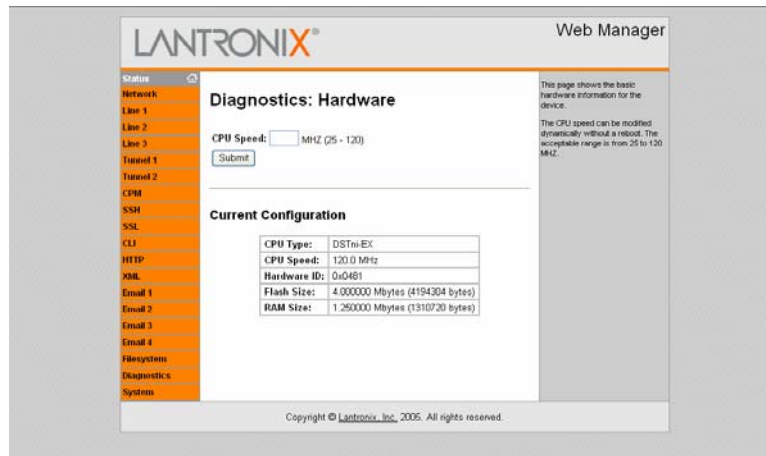 LANTRONIX®
Web Manager
Status
Network
Line 1
Line 2
Line 3
Tunnel 1
Tunnel 2
CPM
SSH
SSL
CLI
HTTP
XML
Email 1
Email 2
Email 3
Email 4
Filesystem
Diagnostics
System
Diagnostics: Hardware
CPU Speed: MHZ (25 - 120)
Submit
Current Configuration
CPU Type: DSTni-EX
CPU Speed: 120.0 MHz
Hardware ID: 0x0481
Flash Size: 4.000000 Mbytes (4194304 bytes)
RAM Size: 1.250000 Mbytes (1310720 bytes)
This page shows the basic
hardware information for the
device.
The CPU speed can be modified
dynamically without a reboot. The
acceptable range is from 25 to 120
MHZ.
Copyright © Lantronix, Inc. 2005. All rights reserved.